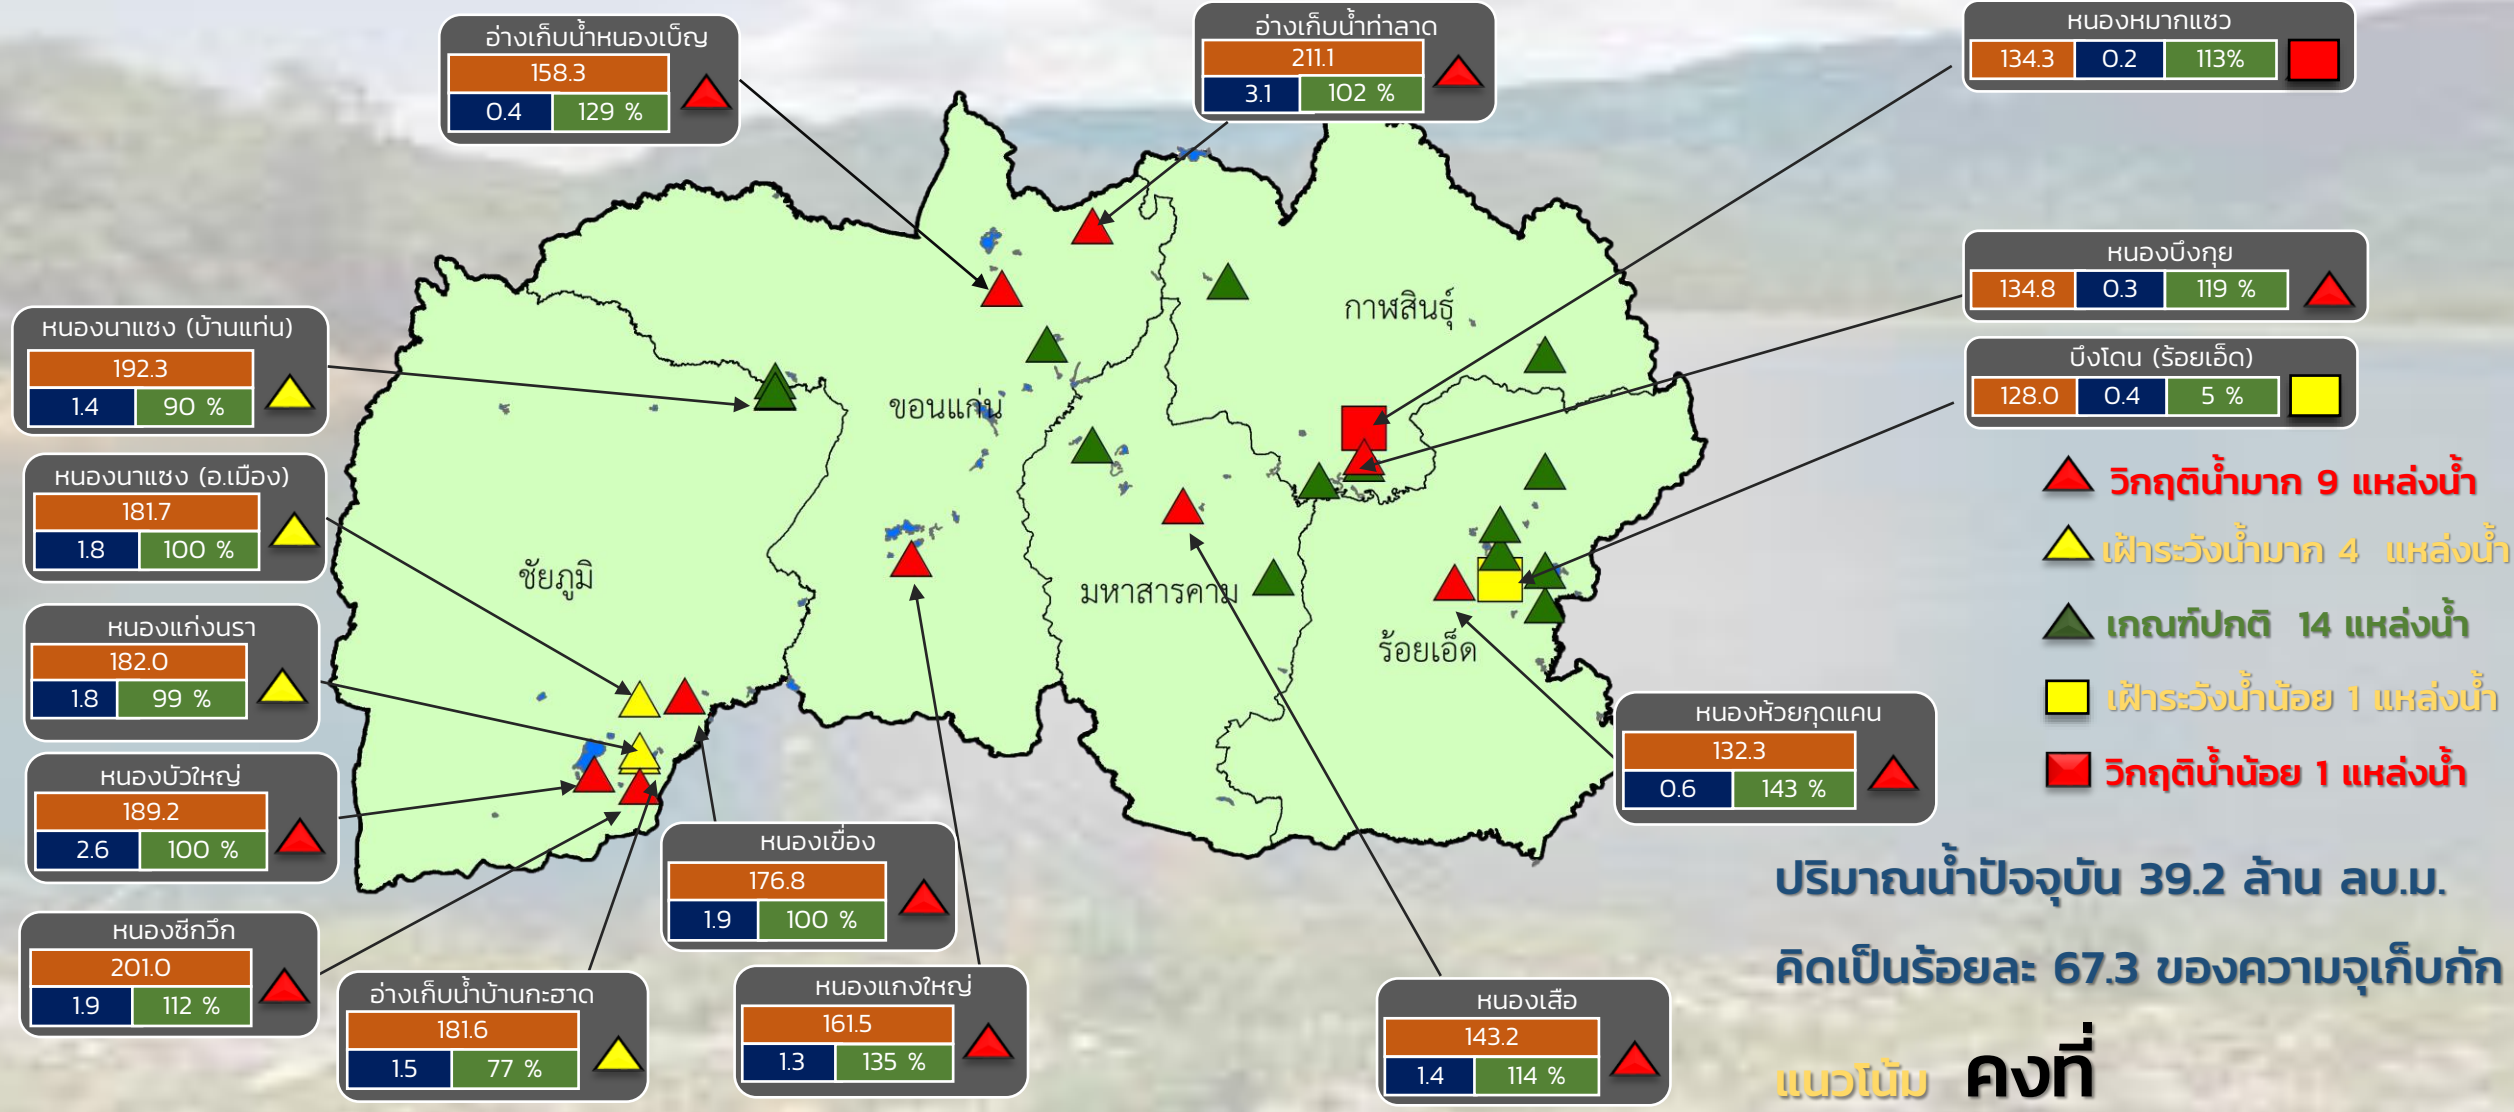 อ่างเก็บน้ำหนองเบ็ญ
158.3
0.4 129 %
อ่างเก็บน้ำท่าลาด
211.1
3.1 102 %
หนองหมากแซว
134.3 0.2 113%
หนองบึงกุย
134.8 0.3 119 %
บึงโดน (ร้อยเอ็ด)
128.0 0.4 5 %
หนองนาแซง (บ้านแท่น)
192.3
1.4 90 %
หนองนาแซง (อ.เมือง)
181.7
1.8 100 %
หนองแก่งนรา
182.0
1.8 99 %
หนองบัวใหญ่
189.2
2.6 100 %
หนองซีกวึก
201.0
1.9 112 %
อ่างเก็บน้ำบ้านกะฮาด
181.6
1.5 77 %
หนองเขื่อง
176.8
1.9 100 %
หนองแกงใหญ่
161.5
1.3 135 %
หนองเสือ
143.2
1.4 114 %
หนองห้วยกุดแคน
132.3
0.6 143 %
กาฬสินธุ์
ขอนแก่น
ชัยภูมิ
มหาสารคาม
ร้อยเอ็ด
วิกฤติน้ำมาก 9 แหล่งน้ำ
เฝ้าระวังน้ำมาก 4 แหล่งน้ำ
เกณฑ์ปกติ 14 แหล่งน้ำ
เฝ้าระวังน้ำน้อย 1 แหล่งน้ำ
วิกฤติน้ำน้อย 1 แหล่งน้ำ
ปริมาณน้ำปัจจุบัน 39.2 ล้าน ลบ.ม.
คิดเป็นร้อยละ 67.3 ของความจุเก็บกัก
แนวโน้ม คงที่